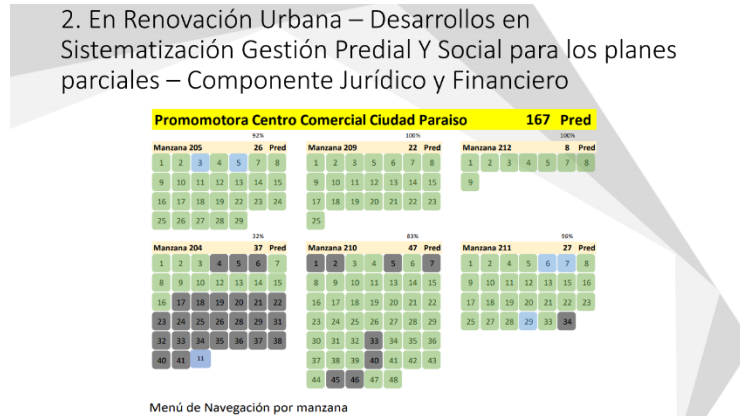 2. En Renovación Urbana – Desarrollos en
Sistematización Gestión Predial Y Social para los planes
parciales – Componente Jurídico y Financiero
Promomotora Centro Comercial Ciudad Paraiso 167 Pred
92% 100% 100%
Manzana 205 26 Pred Manzana 209 22 Pred Manzana 212 8 Pred
1 2 3 4 5 7 8 1 2 3 5 6 7 8 1 2 3 4 5 7 8
9 10 11 12 13 14 15 9 10 11 12 13 14 15 9
16 17 18 19 22 23 24 17 18 19 20 21 22 23
25 26 27 28 29 25
32% 83% 96%
Manzana 204 37 Pred Manzana 210 47 Pred Manzana 211 27 Pred
1 2 3 4 5 6 7 1 2 3 4 5 6 7 1 2 4 5 6 7 8
8 9 10 12 13 14 15 8 9 10 11 12 14 15 9 10 11 12 13 15 16
16 17 18 19 20 21 22 16 17 18 19 20 21 22 17 18 19 20 21 22 23
23 24 25 26 28 29 31 23 24 25 26 27 28 29 25 27 28 29 33 34
32 33 34 35 36 37 38 30 31 32 33 34 35 36
40 41 11 37 38 39 40 41 42 43
44 45 46 47 48
Menú de Navegación por manzana